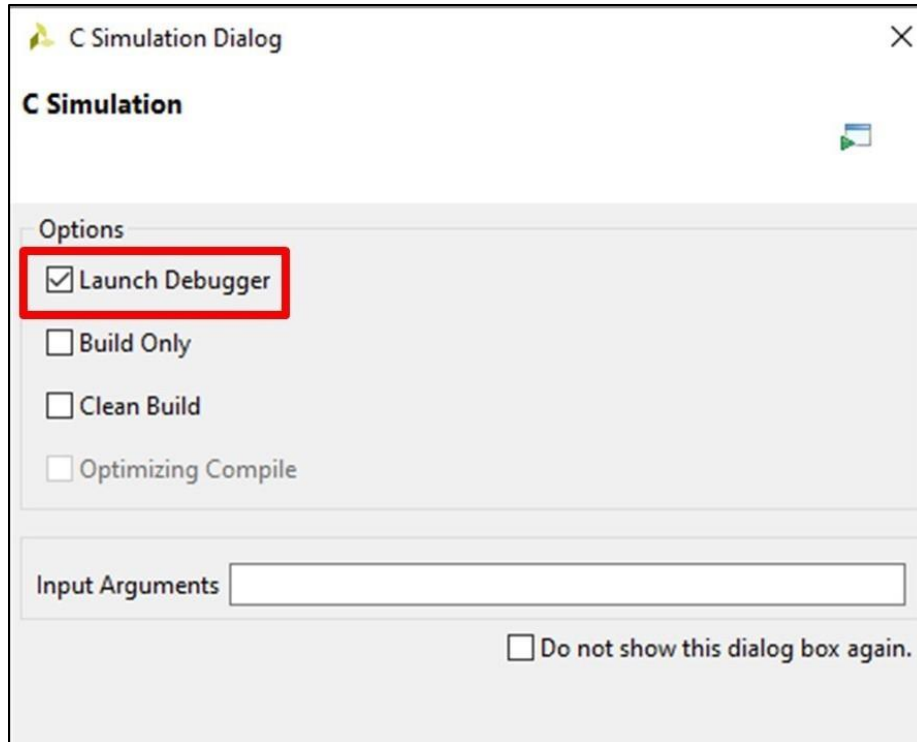 C Simulation Dialog
C Simulation
Options
Launch Debugger
Build Only
Clean Build
Optimizing Compile
Input Arguments
Do not show this dialog box again.